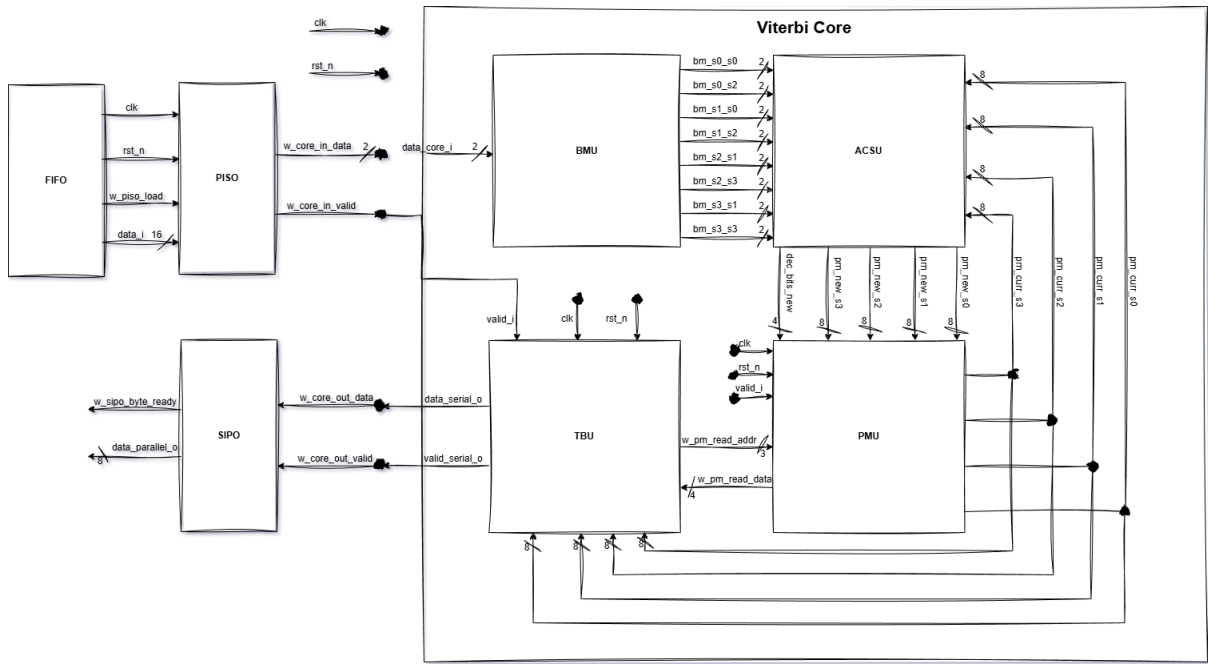 Viterbi Core
clk
rst_n
FIFO
clk
rst_n
w_piso_load
data_i 16
PISO
w_core_in_data 2
w_core_in_valid
data_core_i 2
BMU
bm_s0_s0 2
bm_s0_s2 2
bm_s1_s0 2
bm_s1_s2 2
bm_s2_s1 2
bm_s2_s3 2
bm_s3_s1 2
bm_s3_s3 2
ACSU
8
8
8
8
dec_bits_new
pm_new_s3
pm_new_s2
pm_new_s1
pm_new_s0
pm_curr_s3
pm_curr_s2
pm_curr_s1
pm_curr_s0
4
8
8
8
8
valid_i
clk
rst_n
clk
rst_n
valid_i
w_sipo_byte_ready
data_parallel_o
8
SIPO
w_core_out_data
w_core_out_valid
data_serial_o
valid_serial_o
TBU
w_pm_read_addr
3
w_pm_read_data
4
PMU
8
8
8
8